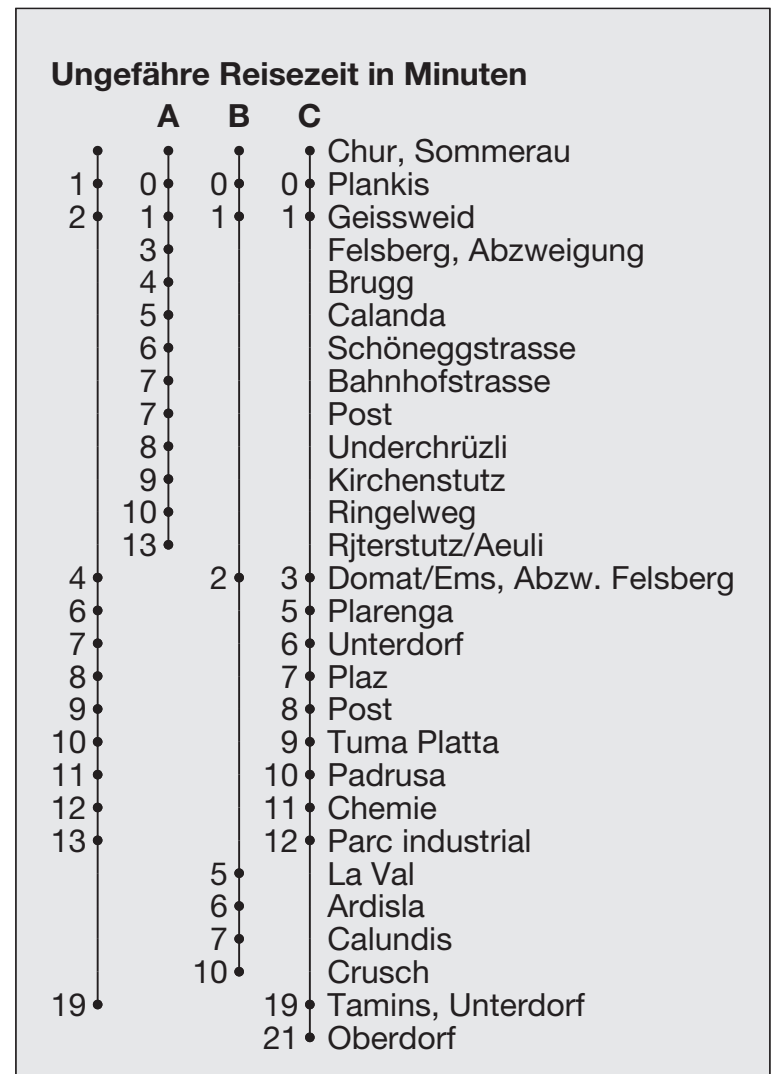 Ungefähre Reisezeit in Minuten
A B C
Chur, Sommerau
1 0 0 0 Plankis
2 1 1 1 Geissweid
3 Felsberg, Abzweigung
4 Brugg
5 Calanda
6 Schöneggstrasse
7 Bahnhofstrasse
7 Post
8 Underchrüzli
9 Kirchenstutz
10 Ringelweg
13 Rjterstutz/Aeuli
4 2 3 Domat/Ems, Abzw. Felsberg
6 5 Plarenga
7 6 Unterdorf
8 7 Plaz
9 8 Post
10 9 Tuma Platta
11 10 Padrusa
12 11 Chemie
13 12 Parc industrial
5 La Val
6 Ardisla
7 Calundis
10 Crusch
19 19 Tamins, Unterdorf
21 Oberdorf